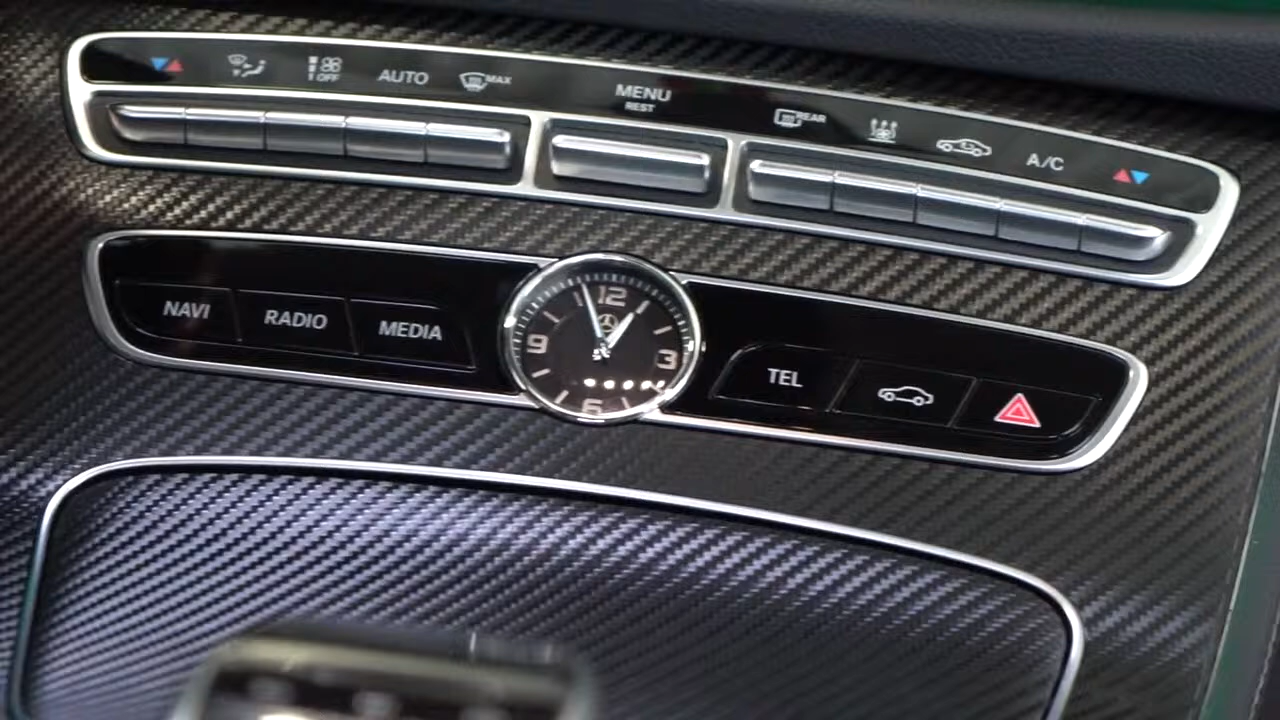 OFF
AUTO
MAX
MENU
REST
REAR
A/C
NAVI
RADIO
MEDIA
12
9
3
6
TEL